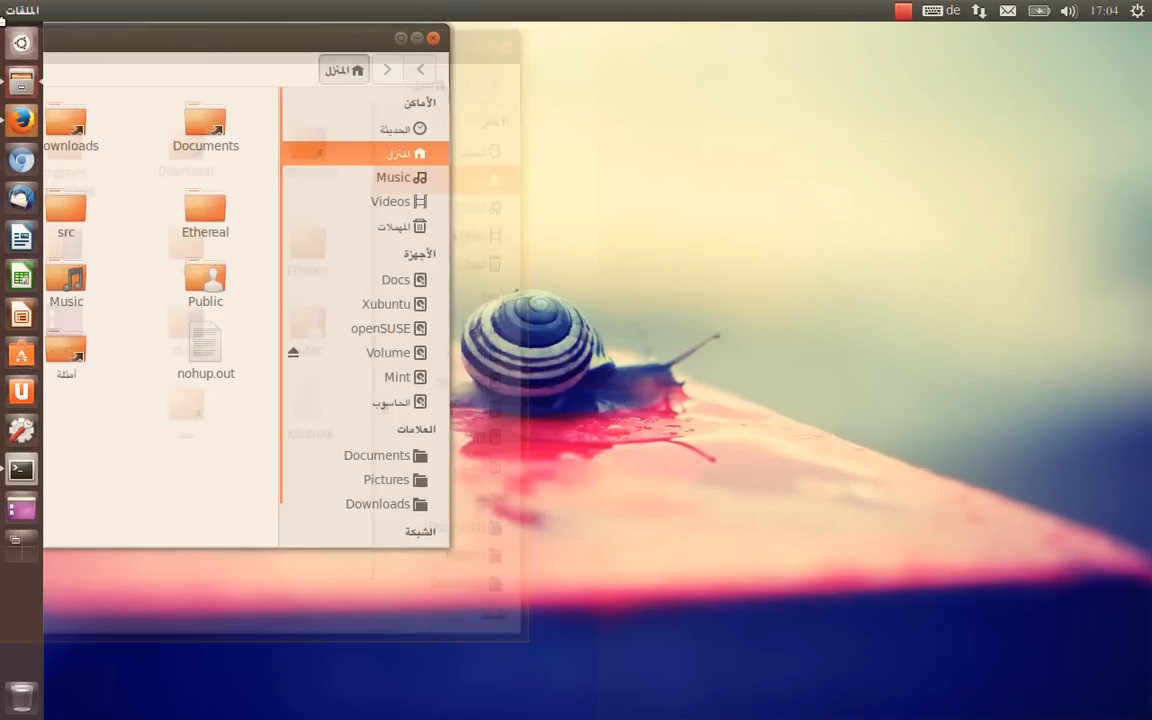 الملفات
de
17:04
المنزل
ownloads
Documents
src
Ethereal
Music
Public
أمثلة
nohup.out
الأماكن
الحديثة
المنزل
Music
Videos
المهملات
الأجهزة
Docs
Xubuntu
openSUSE
Volume
Mint
الحاسوب
العلامات
Documents
Pictures
Downloads
الشبكة
Downloads